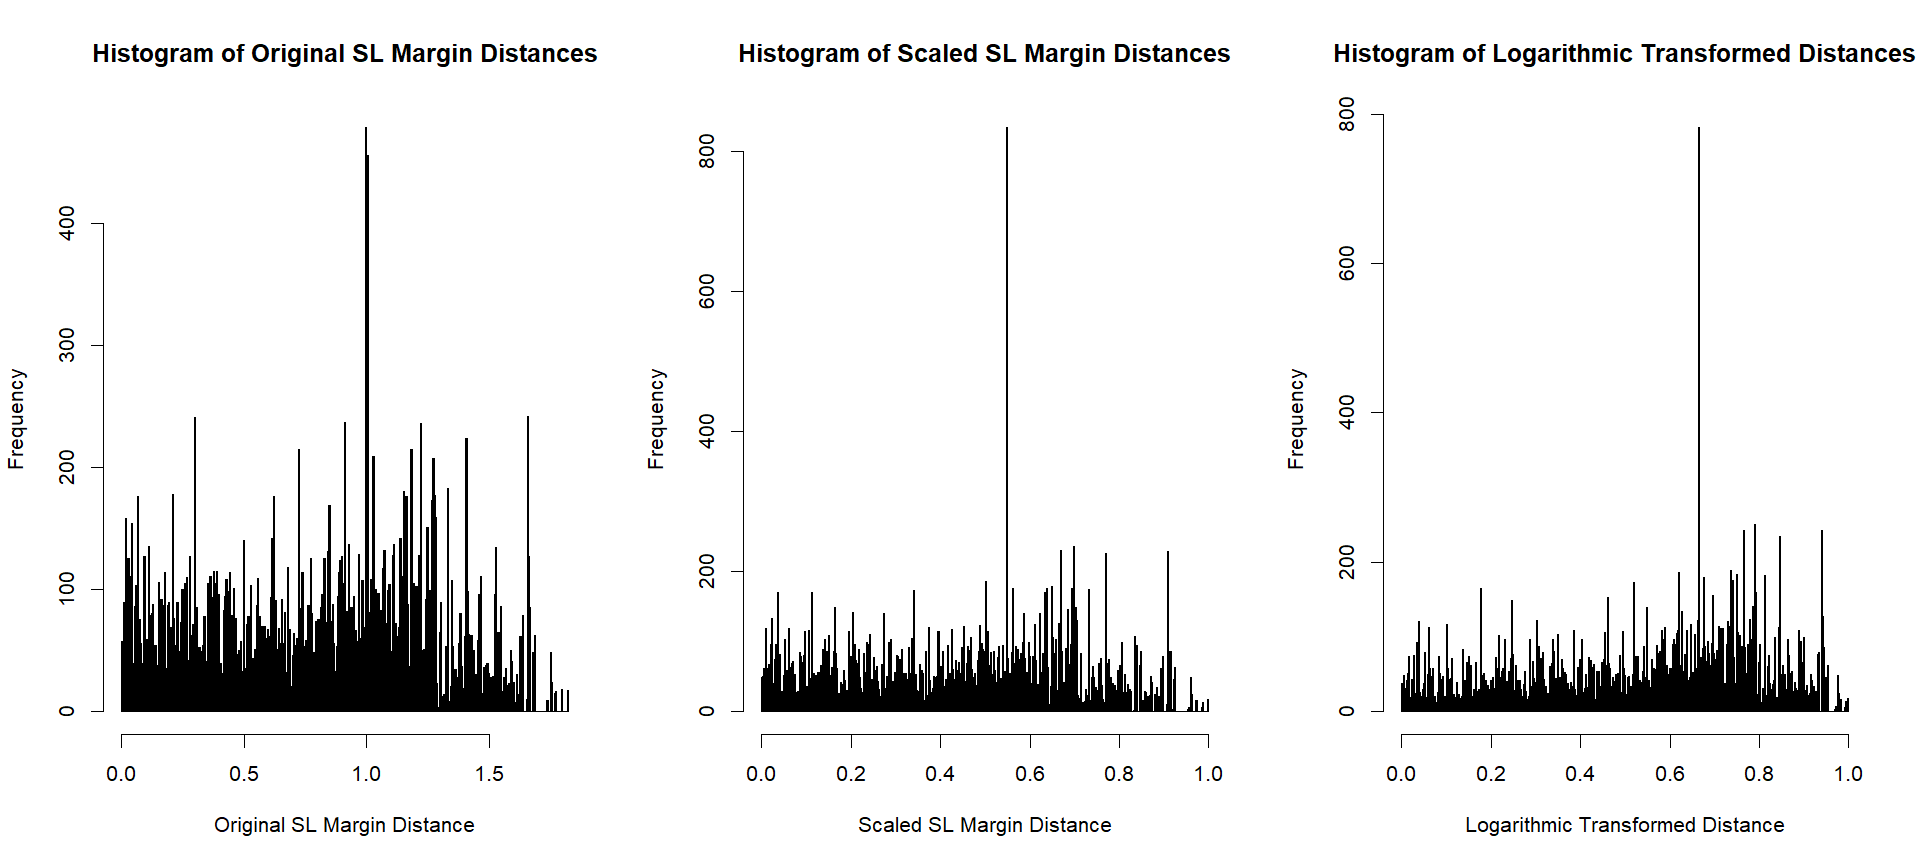 Histogram of Original SL Margin Distances
Frequency
400
300
200
100
0
0.0 0.5 1.0 1.5
Original SL Margin Distance
Histogram of Scaled SL Margin Distances
Frequency
800
600
400
200
0
0.0 0.2 0.4 0.6 0.8 1.0
Scaled SL Margin Distance
Histogram of Logarithmic Transformed Distances
Frequency
800
600
400
200
0
0.0 0.2 0.4 0.6 0.8 1.0
Logarithmic Transformed Distance